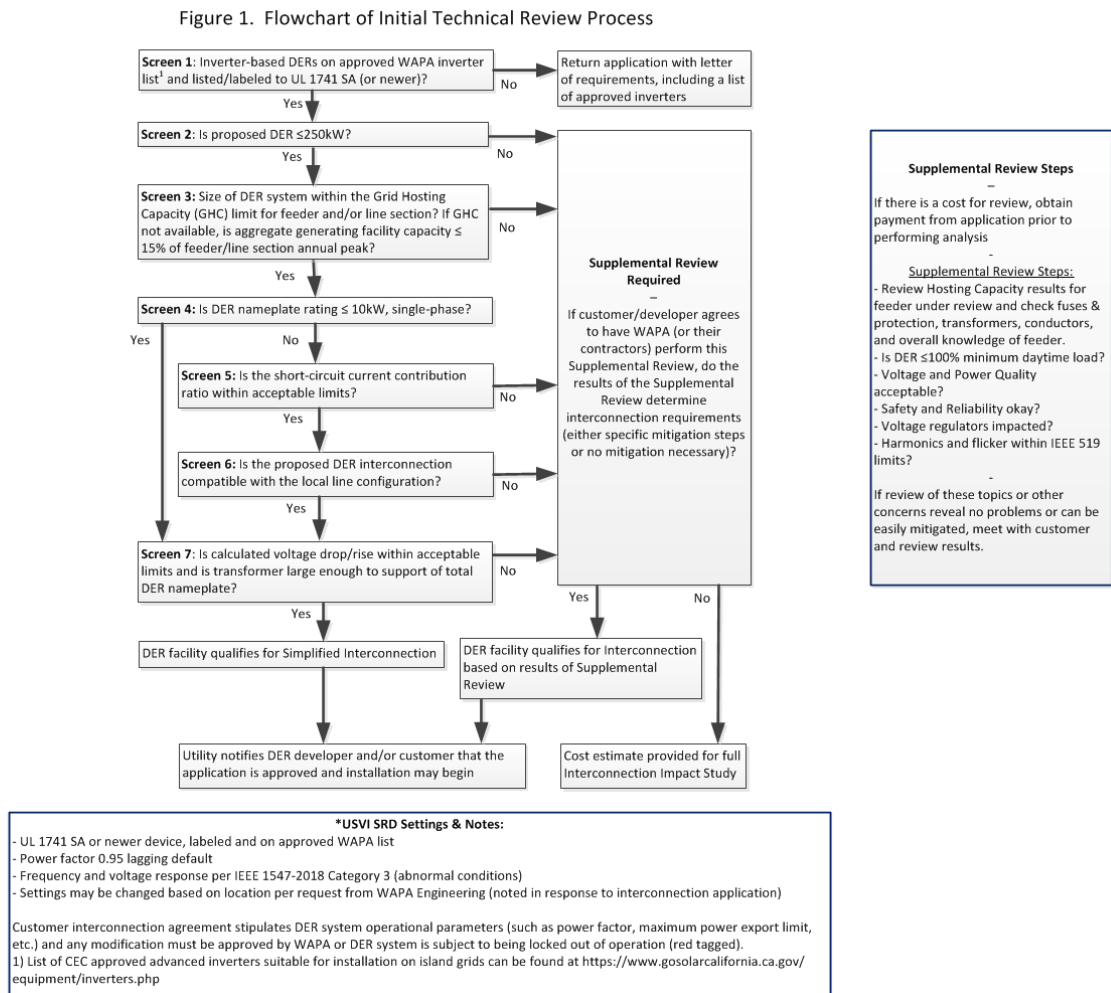 Figure 1.  Flowchart of Initial Technical Review Process
Screen 1: Inverter-based DERs on approved WAPA inverter
list1 and listed/labeled to UL 1741 SA (or newer)?
No
Return application with letter
of requirements, including a list
of approved inverters
Yes
Screen 2: Is proposed DER ≤250kW?
No
Yes
Screen 3: Size of DER system within the Grid Hosting
Capacity (GHC) limit for feeder and/or line section? If GHC
not available, is aggregate generating facility capacity ≤
15% of feeder/line section annual peak?
No
Yes
Screen 4: Is DER nameplate rating ≤ 10kW, single-phase?
Yes
No
Screen 5: Is the short-circuit current contribution
ratio within acceptable limits?
No
Yes
Screen 6: Is the proposed DER interconnection
compatible with the local line configuration?
No
Yes
Screen 7: Is calculated voltage drop/rise within acceptable
limits and is transformer large enough to support of total
DER nameplate?
No
Yes
Supplemental Review
Required
–
If customer/developer agrees
to have WAPA (or their
contractors) perform this
Supplemental Review, do the
results of the Supplemental
Review determine
interconnection requirements
(either specific mitigation steps
or no mitigation necessary)?
Yes
No
DER facility qualifies for Simplified Interconnection
DER facility qualifies for Interconnection
based on results of Supplemental
Review
Utility notifies DER developer and/or customer that the
application is approved and installation may begin
Cost estimate provided for full
Interconnection Impact Study
Supplemental Review Steps
–
If there is a cost for review, obtain
payment from application prior to
performing analysis
-
Supplemental Review Steps:
- Review Hosting Capacity results for
feeder under review and check fuses &
protection, transformers, conductors,
and overall knowledge of feeder.
- Is DER ≤100% minimum daytime load?
- Voltage and Power Quality
acceptable?
- Safety and Reliability okay?
- Voltage regulators impacted?
- Harmonics and flicker within IEEE 519
limits?
-
If review of these topics or other
concerns reveal no problems or can be
easily mitigated, meet with customer
and review results.
*USVI SRD Settings & Notes:
- UL 1741 SA or newer device, labeled and on approved WAPA list
- Power factor 0.95 lagging default
- Frequency and voltage response per IEEE 1547-2018 Category 3 (abnormal conditions)
- Settings may be changed based on location per request from WAPA Engineering (noted in response to interconnection application)
Customer interconnection agreement stipulates DER system operational parameters (such as power factor, maximum power export limit,
etc.) and any modification must be approved by WAPA or DER system is subject to being locked out of operation (red tagged).
1) List of CEC approved advanced inverters suitable for installation on island grids can be found at https://www.gosolarcalifornia.ca.gov/
equipment/inverters.php